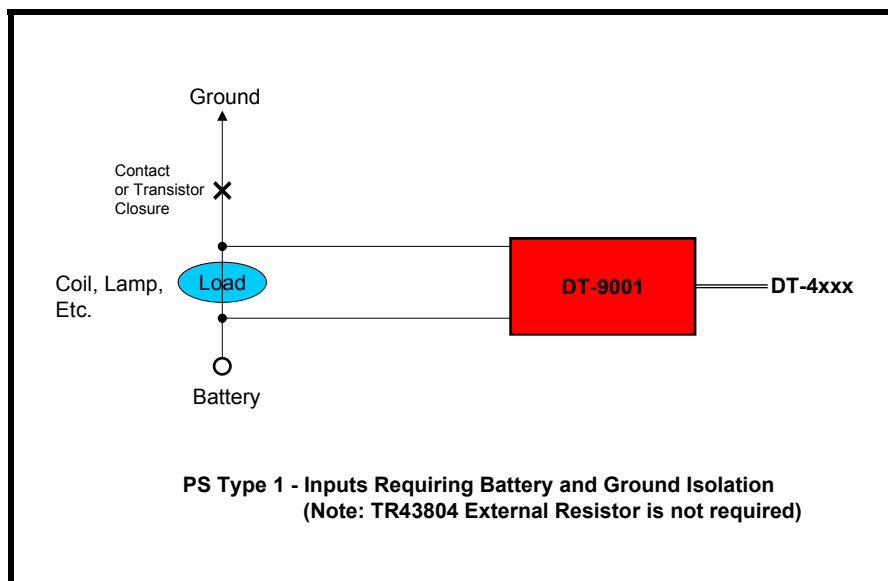 Ground
Contact
or Transistor
Closure
Coil, Lamp,
Etc.
Load
DT-9001
DT-4xxx
Battery
PS Type 1 - Inputs Requiring Battery and Ground Isolation
(Note: TR43804 External Resistor is not required)